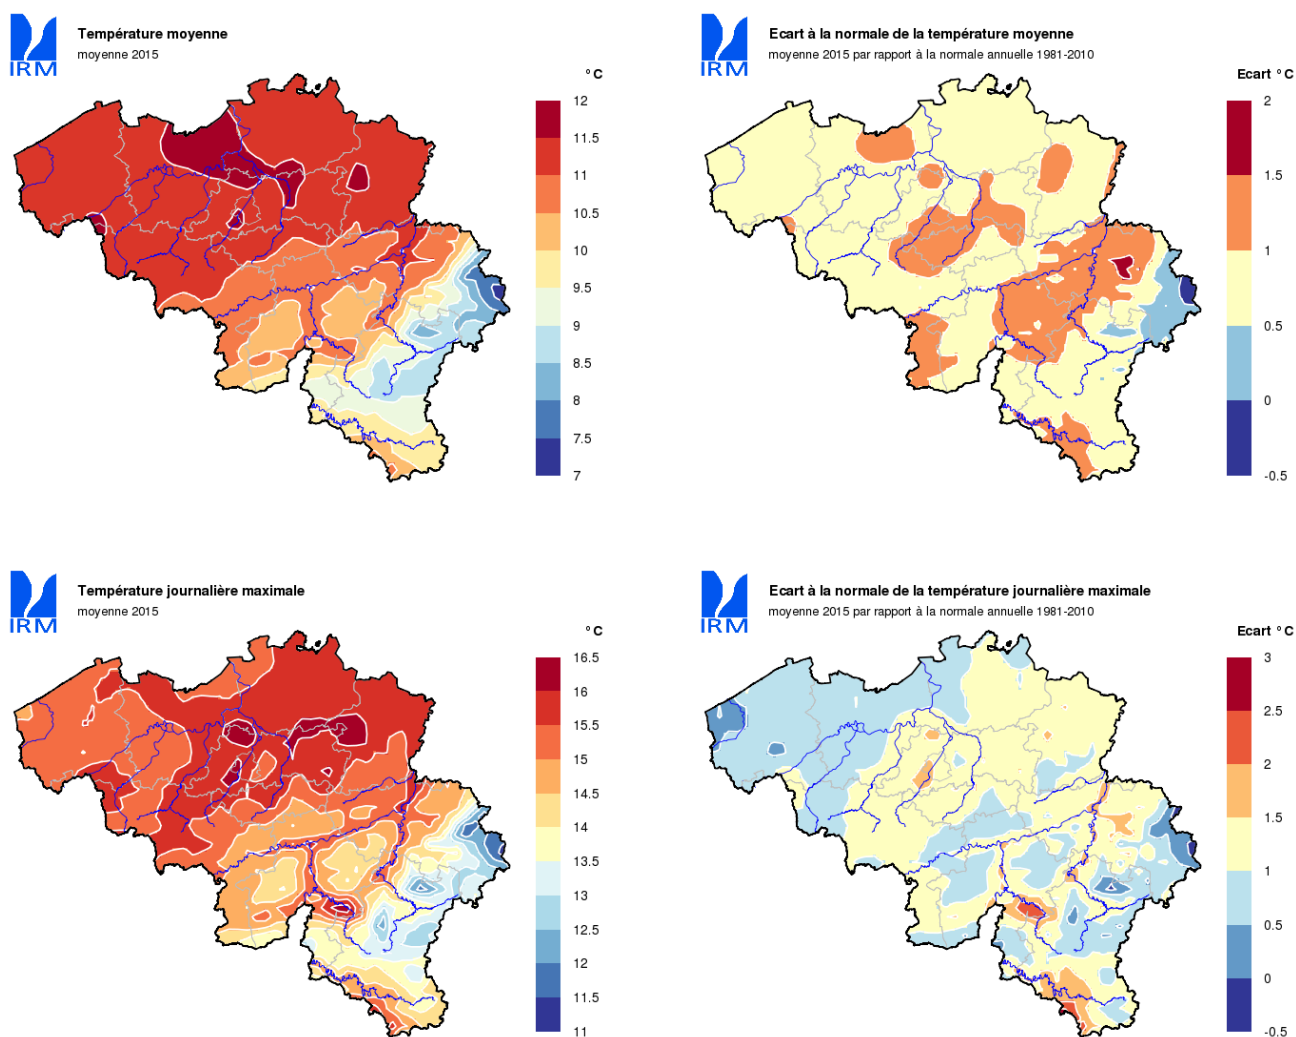 IRM
Température moyenne
moyenne 2015
°C
12
11.5
11
10.5
10
9.5
9
8.5
8
7.5
7
IRM
Ecart à la normale de la température moyenne
moyenne 2015 par rapport à la normale annuelle 1981-2010
Ecart °C
2
1.5
1
0.5
0
-0.5
IRM
Température journalière maximale
moyenne 2015
°C
16.5
16
15.5
15
14.5
14
13.5
13
12.5
12
11.5
11
IRM
Ecart à la normale de la température journalière maximale
moyenne 2015 par rapport à la normale annuelle 1981-2010
Ecart °C
3
2.5
2
1.5
1
0.5
0
-0.5